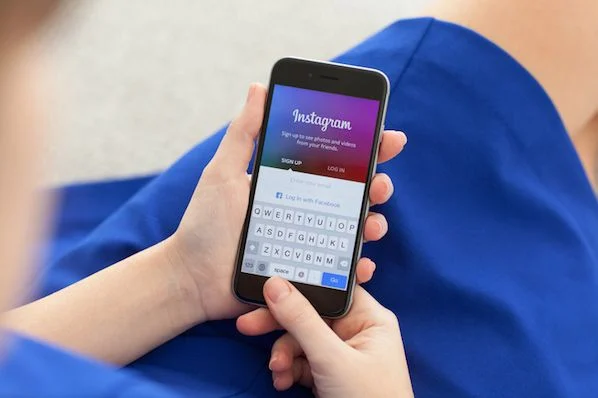 Instagram
Sign up to see photos and videos
from your friends.
SIGN UP LOG IN
Enter your email
Log In with Facebook
Q W E R T Y U I O P
A S D F G H J K L
Z X C V B N M
123 space Go